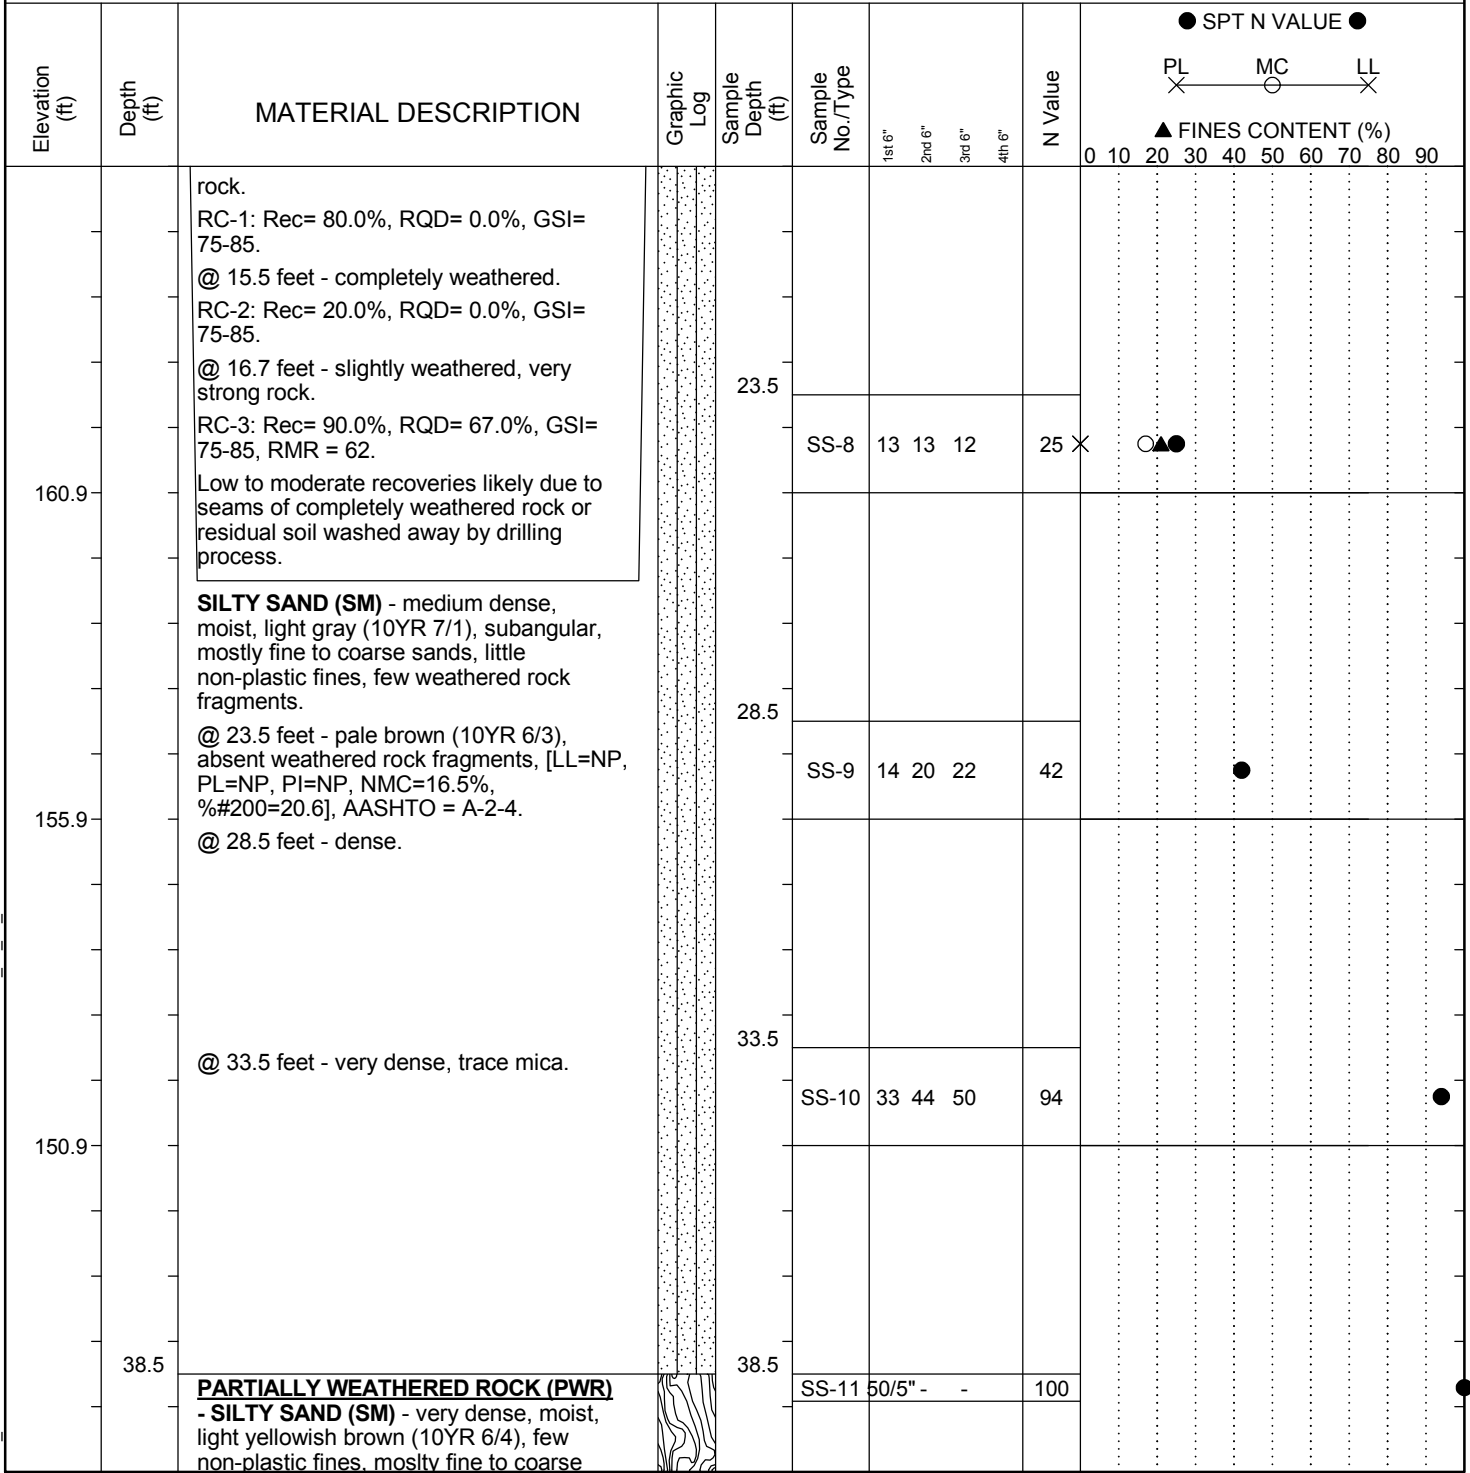 ● SPT N VALUE ●
PL MC LL
▲ FINES CONTENT (%)
0 10 20 30 40 50 60 70 80 90
Elevation
(ft)
Depth
(ft)
MATERIAL DESCRIPTION
Graphic
Log
Sample
Depth
(ft)
Sample
No./Type
1st 6"
2nd 6"
3rd 6"
4th 6"
N Value
rock.
RC-1: Rec= 80.0%, RQD= 0.0%, GSI=
75-85.
@ 15.5 feet - completely weathered.
RC-2: Rec= 20.0%, RQD= 0.0%, GSI=
75-85.
@ 16.7 feet - slightly weathered, very
strong rock.
RC-3: Rec= 90.0%, RQD= 67.0%, GSI=
75-85, RMR = 62.
Low to moderate recoveries likely due to
seams of completely weathered rock or
residual soil washed away by drilling
process.
23.5
SS-8 13 13 12 25
160.9
SILTY SAND (SM) - medium dense,
moist, light gray (10YR 7/1), subangular,
mostly fine to coarse sands, little
non-plastic fines, few weathered rock
fragments.
@ 23.5 feet - pale brown (10YR 6/3),
absent weathered rock fragments, [LL=NP,
PL=NP, PI=NP, NMC=16.5%,
%#200=20.6], AASHTO = A-2-4.
@ 28.5 feet - dense.
28.5
SS-9 14 20 22 42
155.9
@ 33.5 feet - very dense, trace mica.
33.5
SS-10 33 44 50 94
150.9
38.5
38.5
SS-11 50/5" - - 100
PARTIALLY WEATHERED ROCK (PWR)
- SILTY SAND (SM) - very dense, moist,
light yellowish brown (10YR 6/4), few
non-plastic fines, moslty fine to coarse